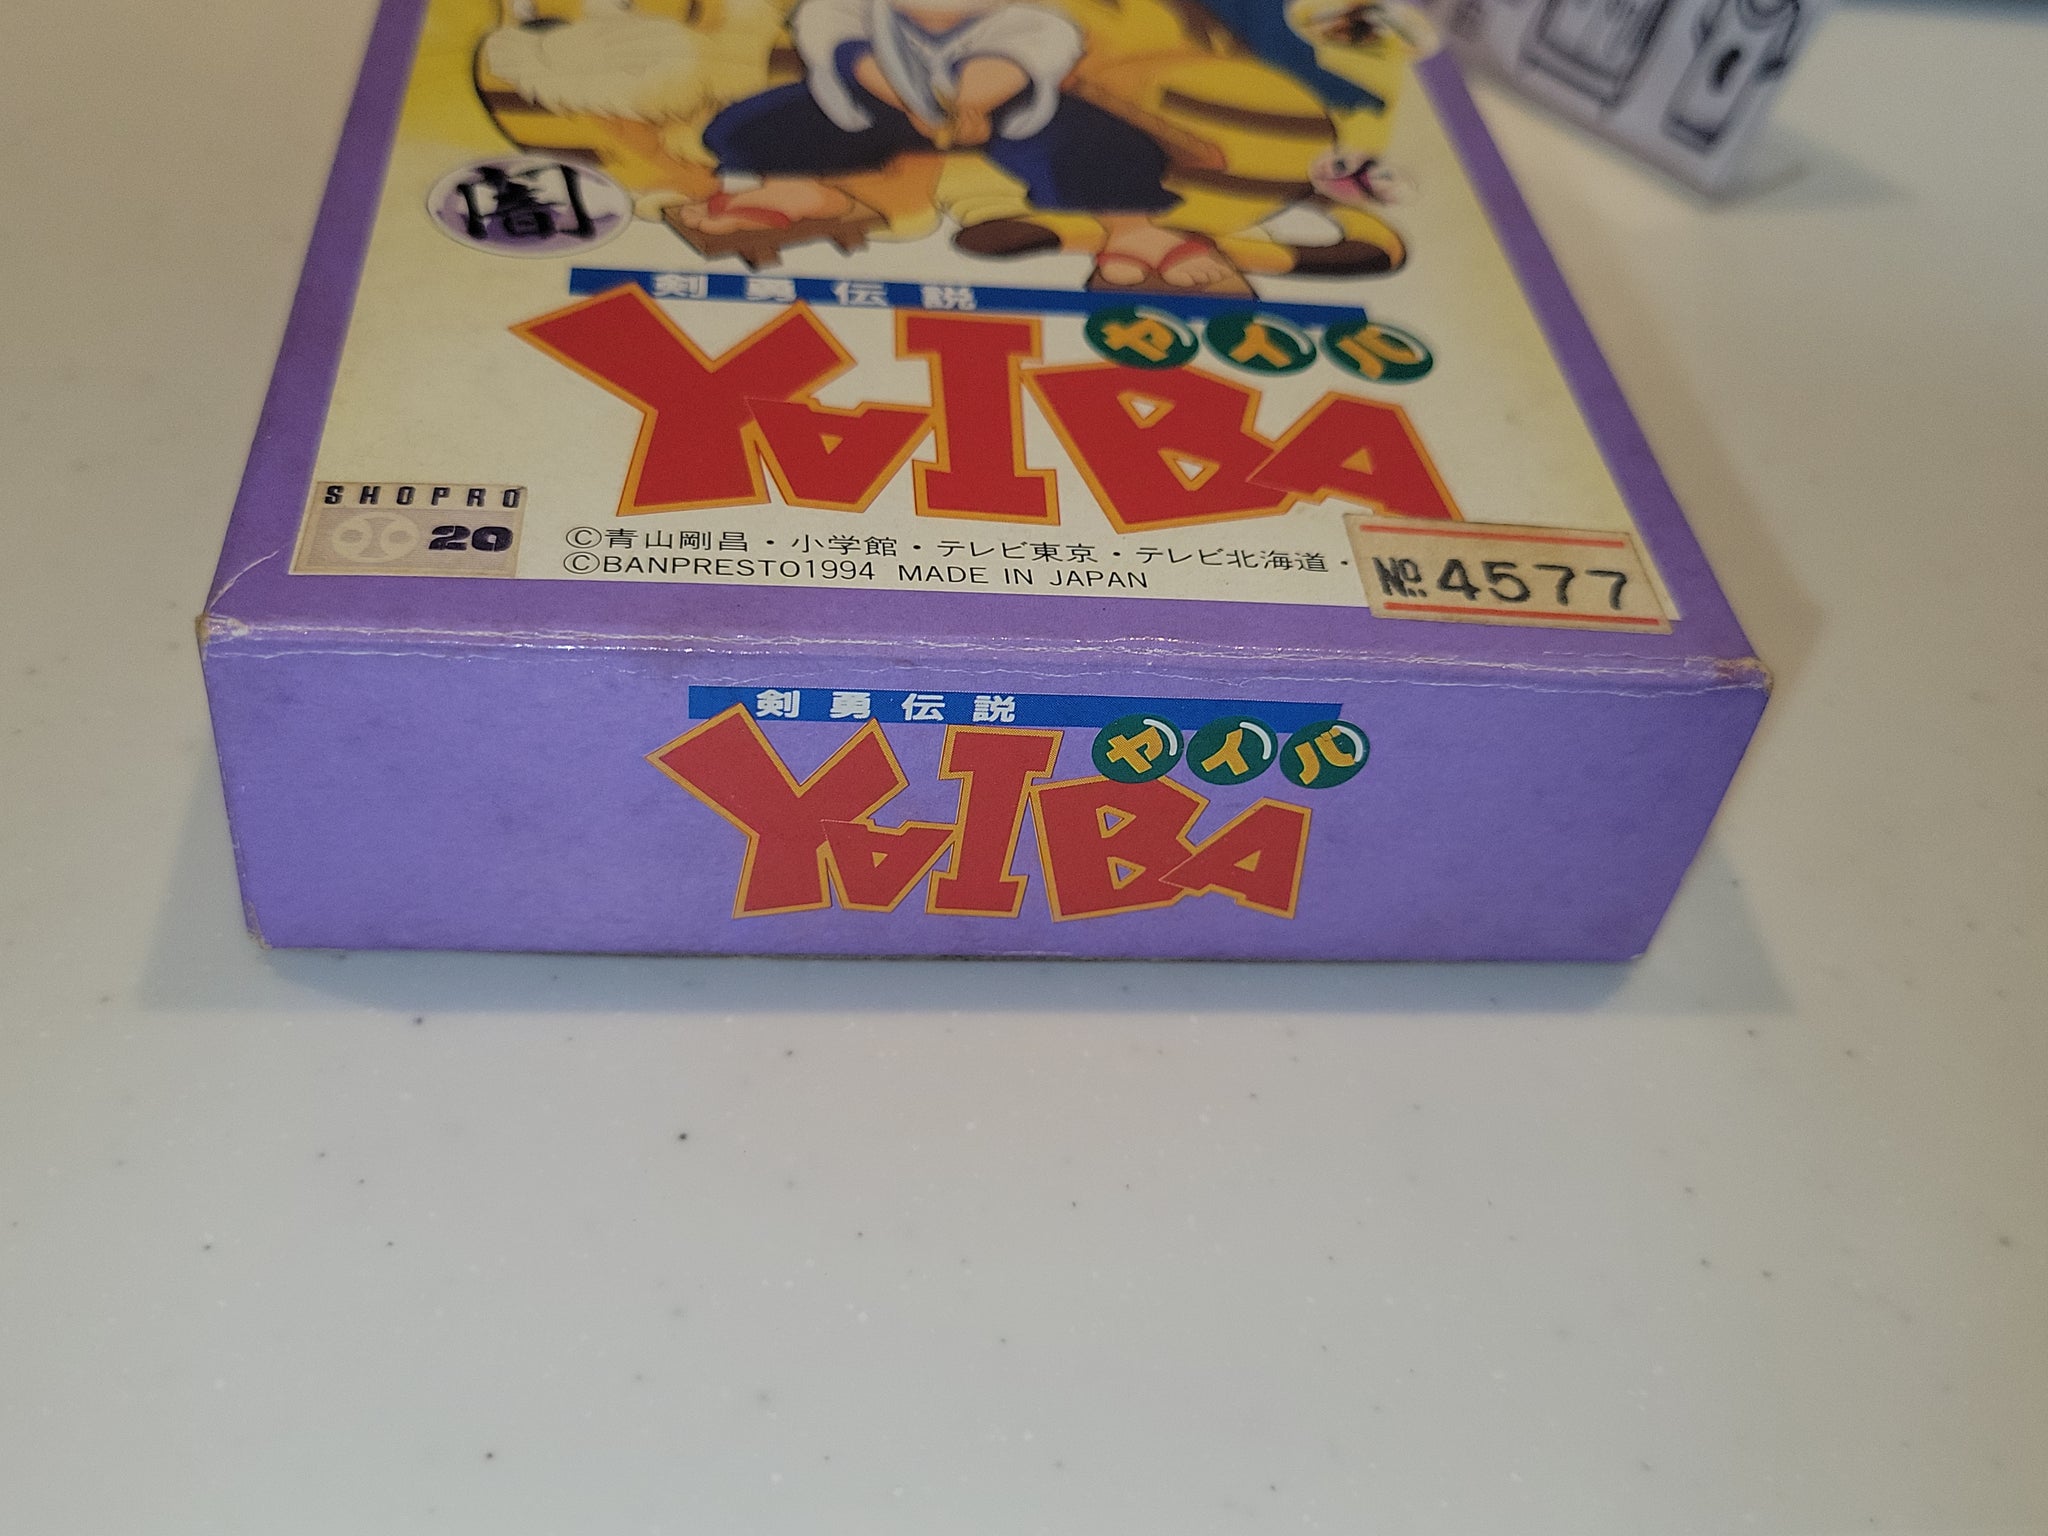 闇
剣勇伝説
ヤイバ
YAIBA
SHOPRO
20
©青山剛昌・小学館・テレビ東京・テレビ北海道・
©BANPRESTO1994 MADE IN JAPAN
No.4577
剣勇伝説
ヤイバ
YAIBA